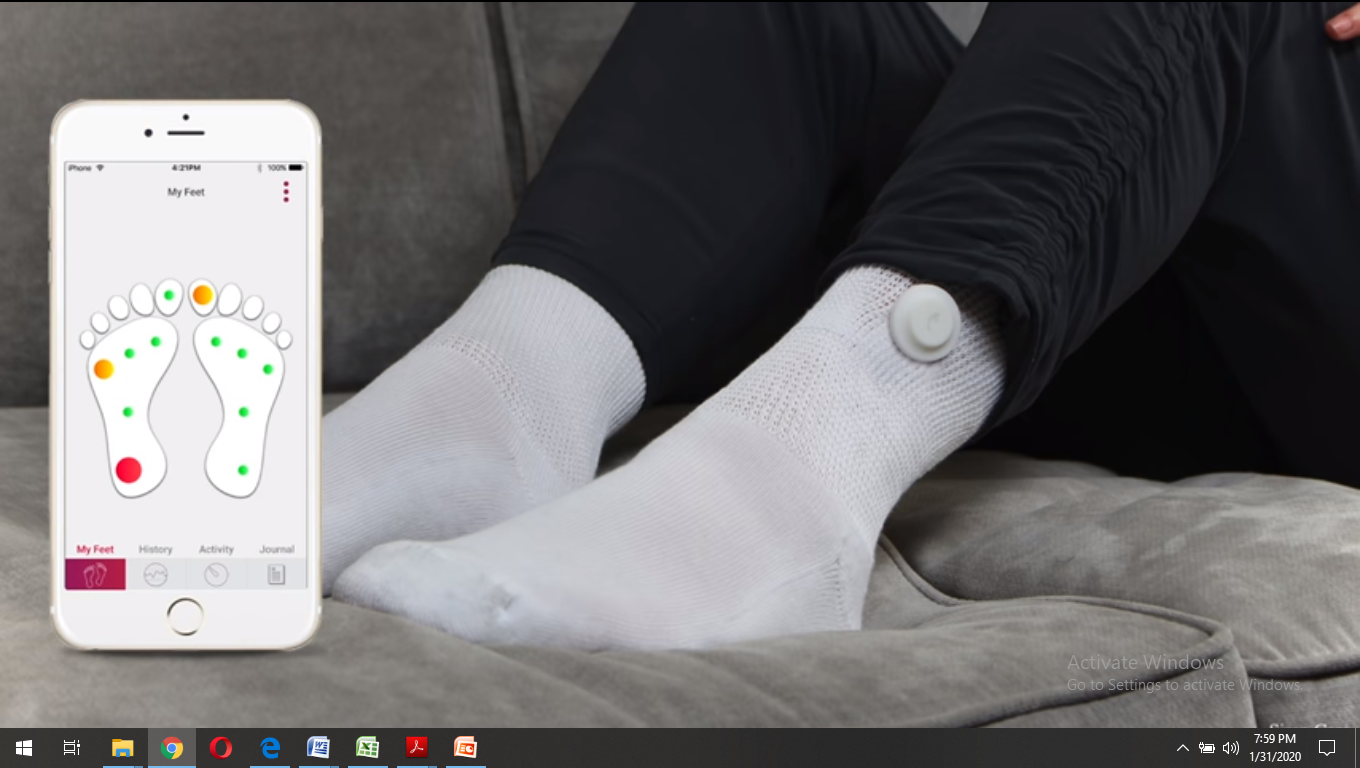 iPhone 4:21PM 100%
My Feet
My Feet History Activity Journal
Activate Windows
Go to Settings to activate Windows.
7:59 PM
1/31/2020